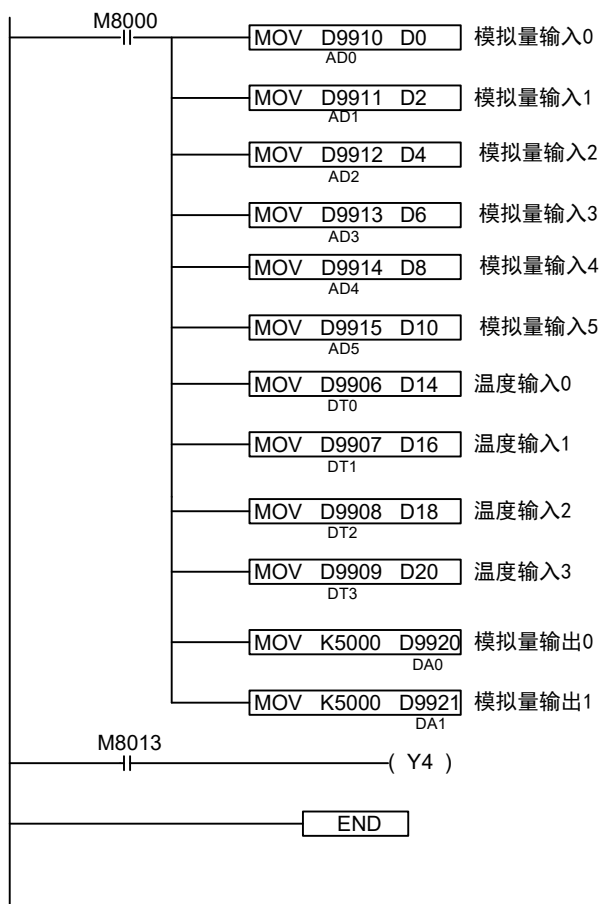 M8000
MOV D9910 D0 模拟量输入0
AD0
MOV D9911 D2 模拟量输入1
AD1
MOV D9912 D4 模拟量输入2
AD2
MOV D9913 D6 模拟量输入3
AD3
MOV D9914 D8 模拟量输入4
AD4
MOV D9915 D10 模拟量输入5
AD5
MOV D9906 D14 温度输入0
DT0
MOV D9907 D16 温度输入1
DT1
MOV D9908 D18 温度输入2
DT2
MOV D9909 D20 温度输入3
DT3
MOV K5000 D9920 模拟量输出0
DA0
MOV K5000 D9921 模拟量输出1
DA1
M8013
( Y4 )
END